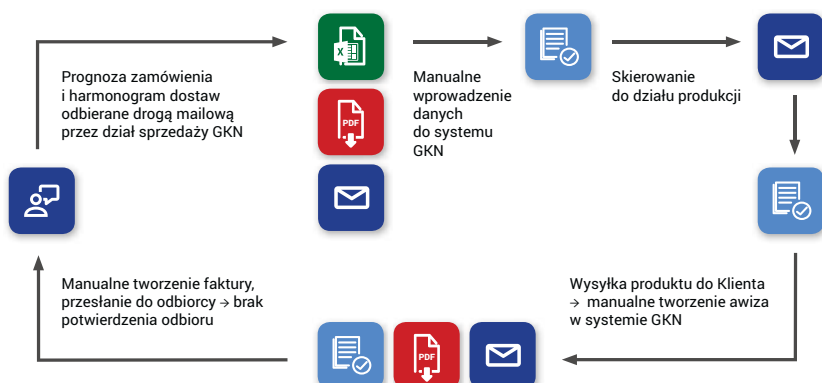 Prognoza zamówienia
i harmonogram dostaw
odbierane drogą mailową
przez dział sprzedaży GKN
X
PDF
Manualne
wprowadzenie
danych
do systemu
GKN
Skierowanie
do działu produkcji
Wysyłka produktu do Klienta
→ manualne tworzenie awiza
w systemie GKN
PDF
Manualne tworzenie faktury,
przesłanie do odbiorcy → brak
potwierdzenia odbioru